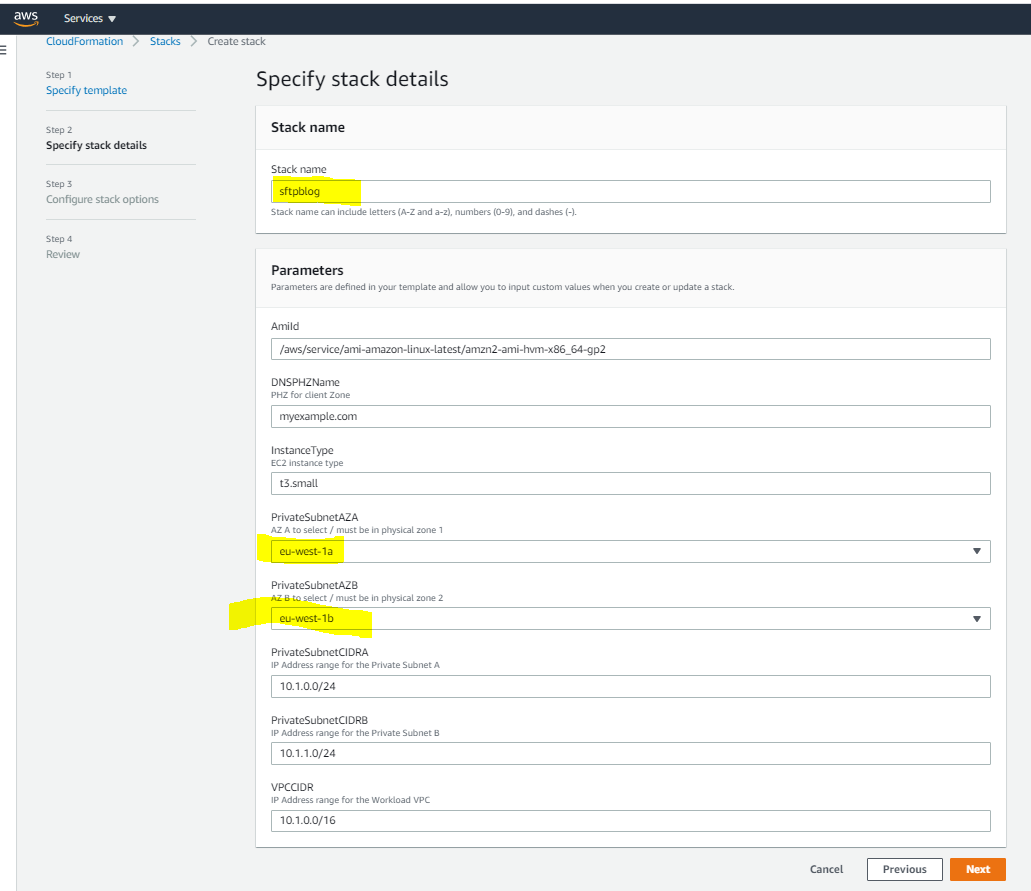 aws Services ▼
CloudFormation > Stacks > Create stack
Step 1
Specify template
Step 2
Specify stack details
Step 3
Configure stack options
Step 4
Review
Specify stack details
Stack name
Stack name
sftpblog
Stack name can include letters (A-Z and a-z), numbers (0-9), and dashes (-).
Parameters
Parameters are defined in your template and allow you to input custom values when you create or update a stack.
AmiId
/aws/service/ami-amazon-linux-latest/amzn2-ami-hvm-x86_64-gp2
DNSPHZName
PHZ for client Zone
myexample.com
InstanceType
EC2 instance type
t3.small
PrivateSubnetAZA
AZ A to select / must be in physical zone 1
eu-west-1a
PrivateSubnetAZB
AZ B to select / must be in physical zone 2
eu-west-1b
PrivateSubnetCIDRA
IP Address range for the Private Subnet A
10.1.0.0/24
PrivateSubnetCIDRB
IP Address range for the Private Subnet B
10.1.1.0/24
VPCCIDR
IP Address range for the Workload VPC
10.1.0.0/16
Cancel Previous Next